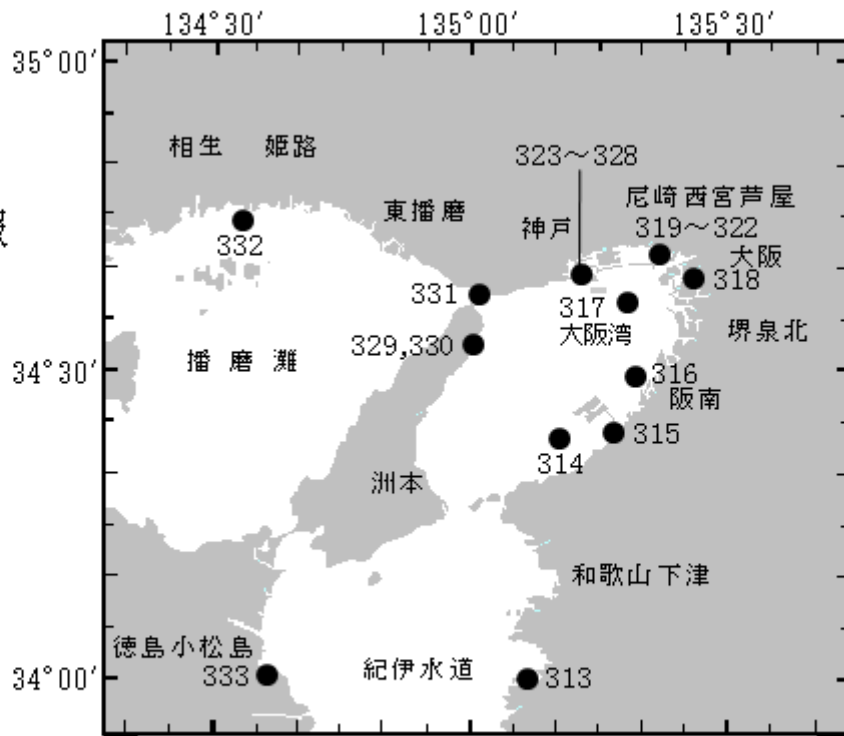 134°30′
135°00′
135°30′
35°00′
相生
姫路
323～328
尼崎西宮芦屋
東播磨
神戸
319～322
332
大阪
331
317
318
大阪湾
堺泉北
329,330
播磨灘
34°30′
316
阪南
315
314
洲本
和歌山下津
徳島小松島
紀伊水道
34°00′
333
313